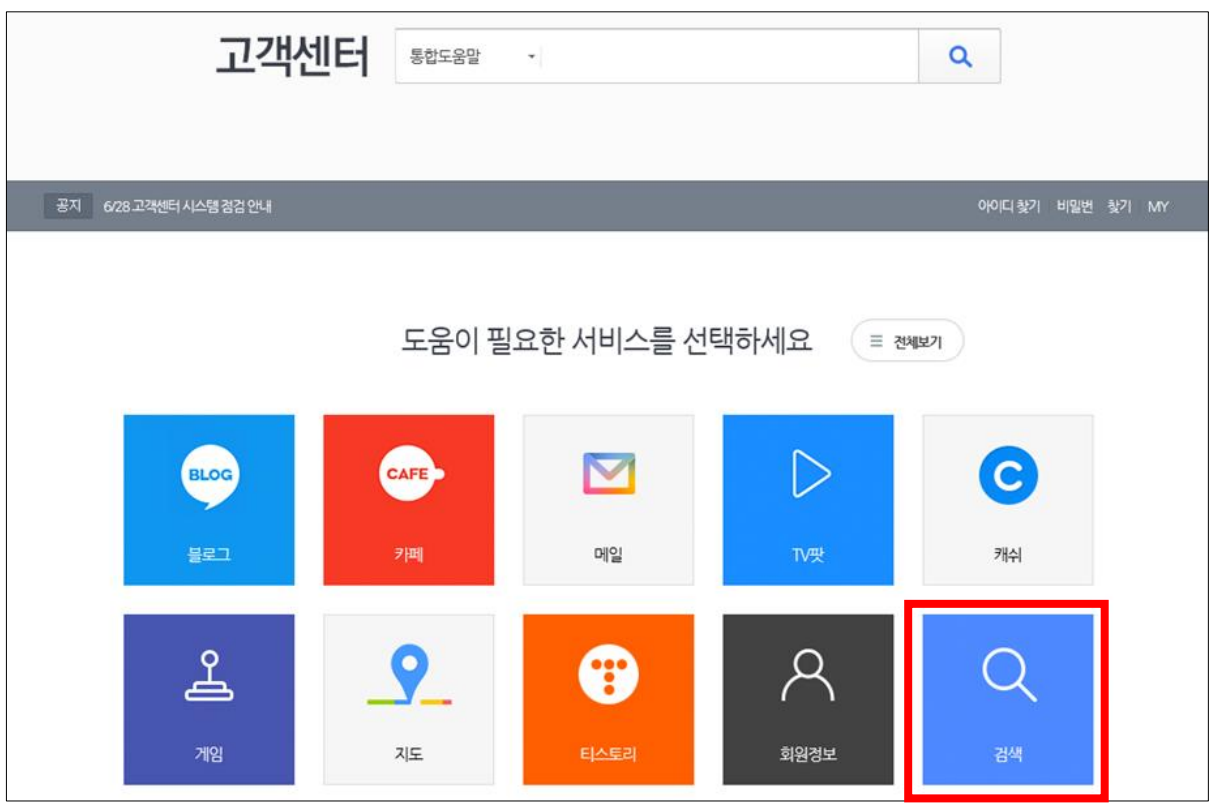 고객센터 통합도움말
공지 6/28 고객센터 시스템 점검 안내 아이디 찾기 비밀번 찾기 MY
도움이 필요한 서비스를 선택하세요 전체보기
BLOG CAFE C
블로그 카페 메일 TV팟 캐쉬
게임 지도 티스토리 회원정보 검색